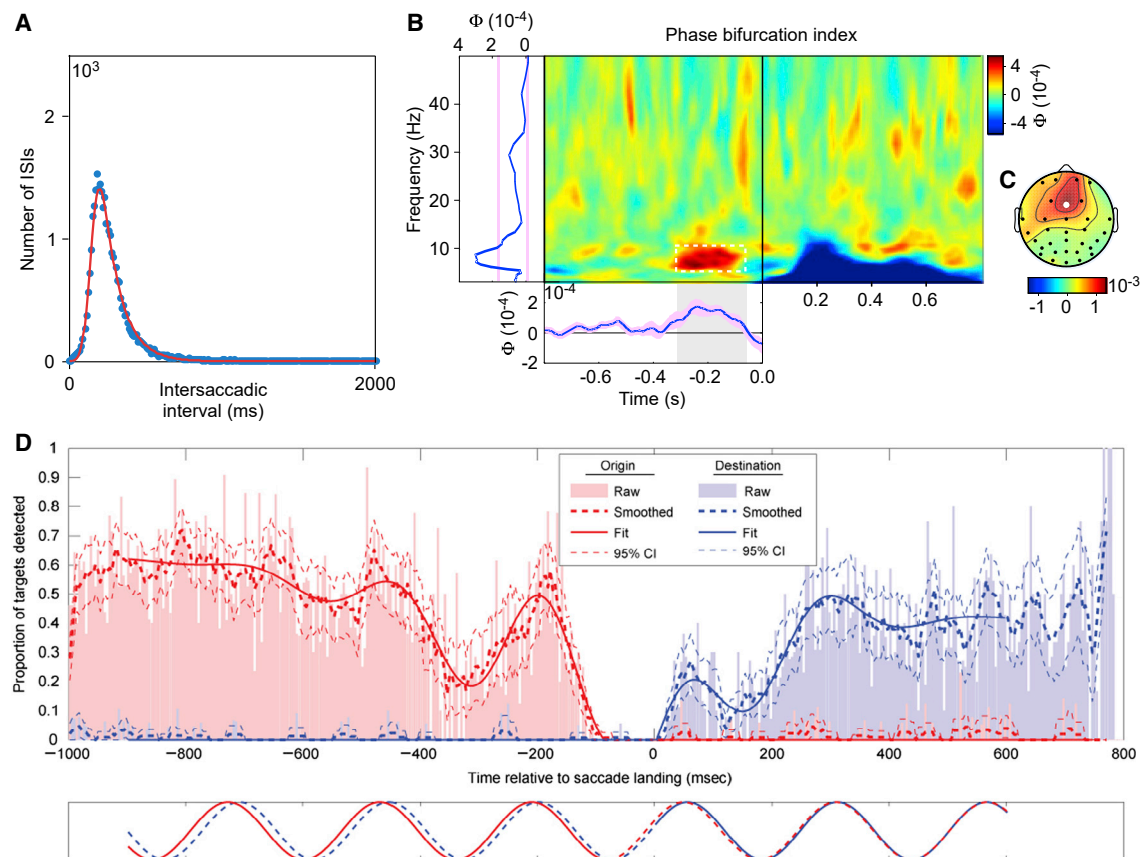 A
10³
2
1
0
Number of ISIs
0
2000
Intersaccadic
interval (ms)
B
Φ (10⁻⁴)
4 2 0
Phase bifurcation index
40
30
20
10
Frequency (Hz)
0.2 0.4 0.6
4
0
-4
Φ (10⁻⁴)
10⁻⁴
2
0
-2
Φ (10⁻⁴)
-0.6 -0.4 -0.2 0.0
Time (s)
C
10⁻³
-1 0 1
D
1
0.9
0.8
0.7
0.6
0.5
0.4
0.3
0.2
0.1
0
Proportion of targets detected
Origin
Raw
Smoothed
Fit
95% CI
Destination
Raw
Smoothed
Fit
95% CI
−1000 −800 −600 −400 −200 0 200 400 600 800
Time relative to saccade landing (msec)